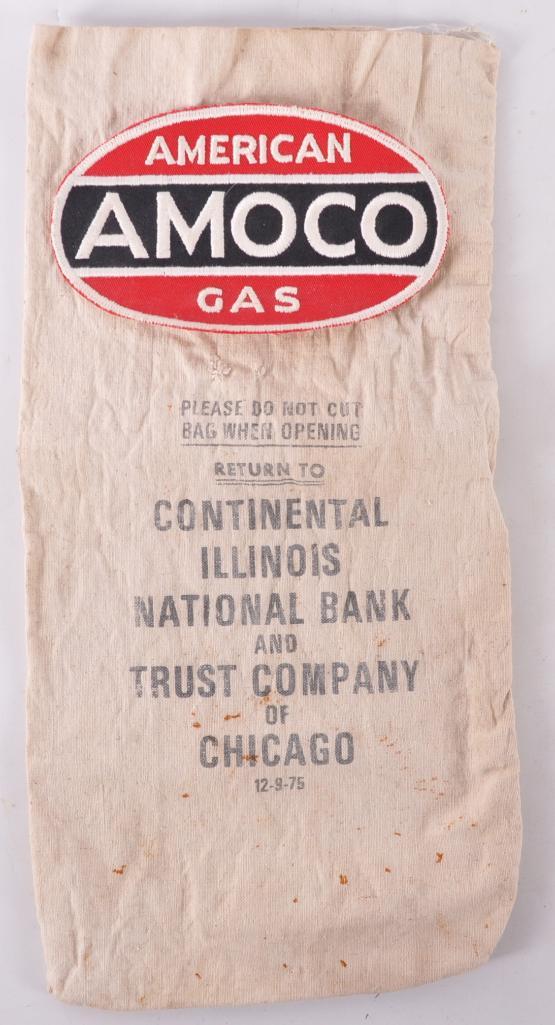 AMERICAN
AMOCO
GAS
PLEASE DO NOT CUT
BAG WHEN OPENING
RETURN TO
CONTINENTAL
ILLINOIS
NATIONAL BANK
AND
TRUST COMPANY
OF
CHICAGO
12-9-75